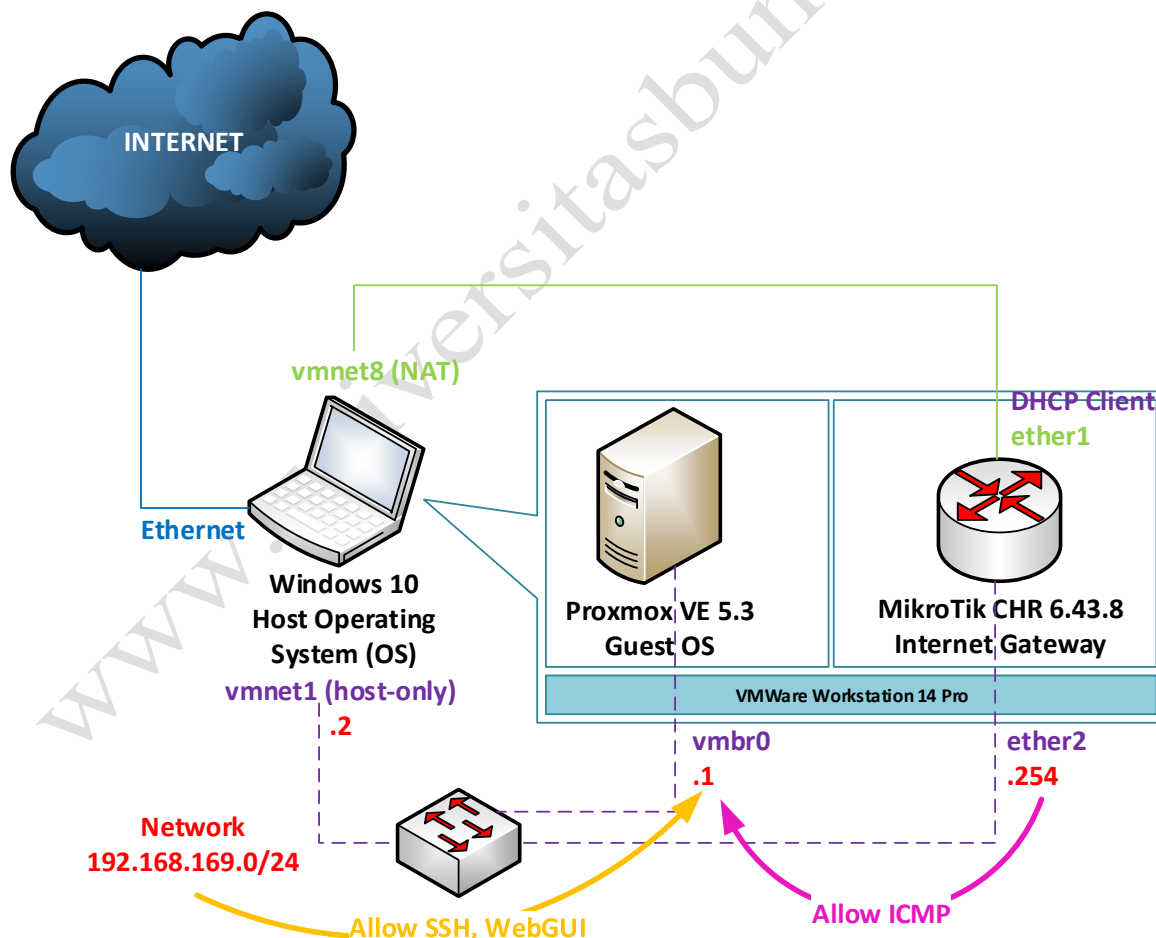 INTERNET
vmnet8 (NAT)
DHCP Client
ether1
Ethernet
Windows 10
Host Operating
System (OS)
vmnet1 (host-only)
.2
Proxmox VE 5.3
Guest OS
MikroTik CHR 6.43.8
Internet Gateway
VMWare Workstation 14 Pro
vmbr0
.1
ether2
.254
Network
192.168.169.0/24
Allow SSH, WebGUI
Allow ICMP